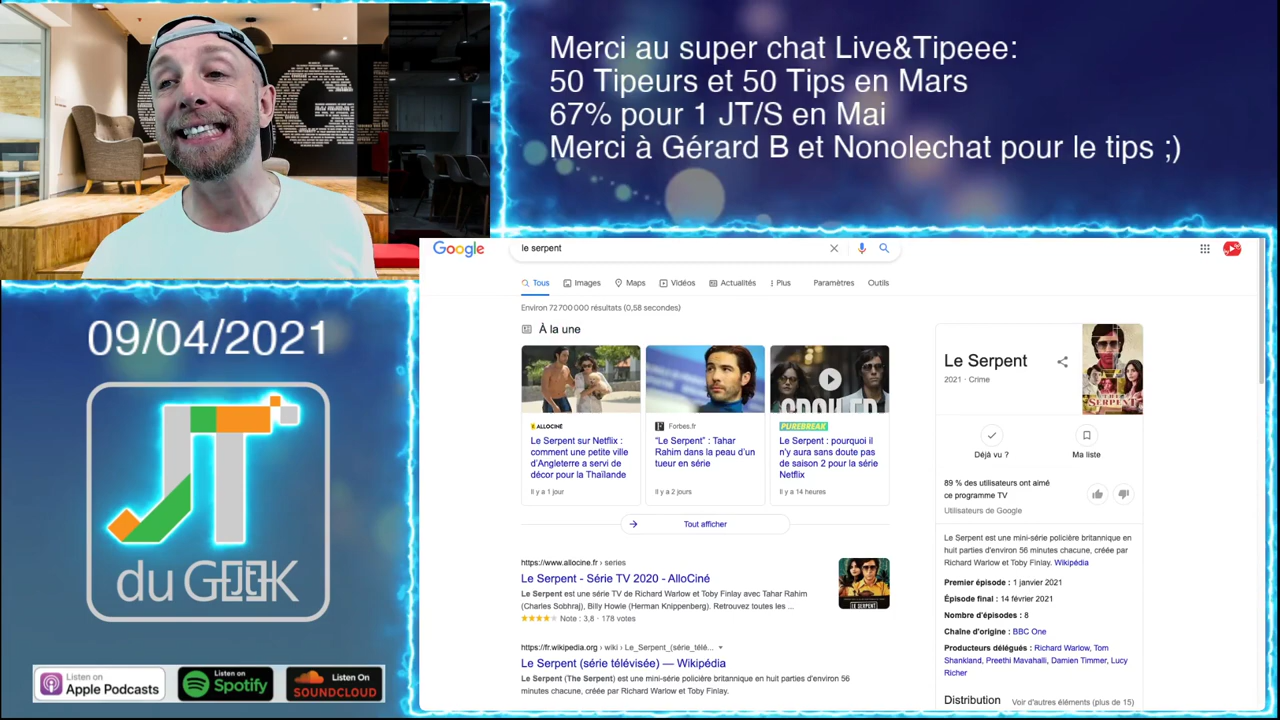 Merci au super chat Live&Tipeee:
50 Tipeurs et 50 Tips en Mars
67% pour 1 JT/S en Mai
Merci à Gérard B et Nonolechat pour le tips ;)
09/04/2021
JT
du GEEK
Listen on
Apple Podcasts
Listen on
Spotify
Listen On
SOUNDCLOUD
Google
le serpent
Tous
Images
Maps
Vidéos
Actualités
Plus
Paramètres
Outils
Environ 72 700 000 résultats (0,58 secondes)
À la une
ALLOCINE
Le Serpent sur Netflix :
comment une petite ville
d'Angleterre a servi de
décor pour la Thaïlande
Il y a 1 jour
Forbes.fr
"Le Serpent" : Tahar
Rahim dans la peau d'un
tueur en série
Il y a 2 jours
SPOILER
PUREBREAK
Le Serpent : pourquoi il
n'y aura sans doute pas
de saison 2 pour la série
Netflix
Il y a 14 heures
Tout afficher
https://www.allocine.fr › series
Le Serpent - Série TV 2020 - AlloCiné
Le Serpent est une série TV de Richard Warlow et Toby Finlay avec Tahar Rahim
(Charles Sobhraj), Billy Howle (Herman Knippenberg). Retrouvez toutes les ...
Note : 3,8 · 178 votes
LE SERPENT
https://fr.wikipedia.org › wiki › Le_Serpent_(série_télé...
Le Serpent (série télévisée) — Wikipédia
Le Serpent (The Serpent) est une mini-série policière britannique en huit parties d'environ 56
minutes chacune, créée par Richard Warlow et Toby Finlay.
Le Serpent
2021 · Crime
SERPENT
Déjà vu ?
Ma liste
89 % des utilisateurs ont aimé
ce programme TV
Utilisateurs de Google
Le Serpent est une mini-série policière britannique en
huit parties d'environ 56 minutes chacune, créée par
Richard Warlow et Toby Finlay. Wikipédia
Premier épisode : 1 janvier 2021
Épisode final : 14 février 2021
Nombre d'épisodes : 8
Chaîne d'origine : BBC One
Producteurs délégués : Richard Warlow, Tom
Shankland, Preethi Mavahalli, Damien Timmer, Lucy
Richer
Distribution
Voir d'autres éléments (plus de 15)